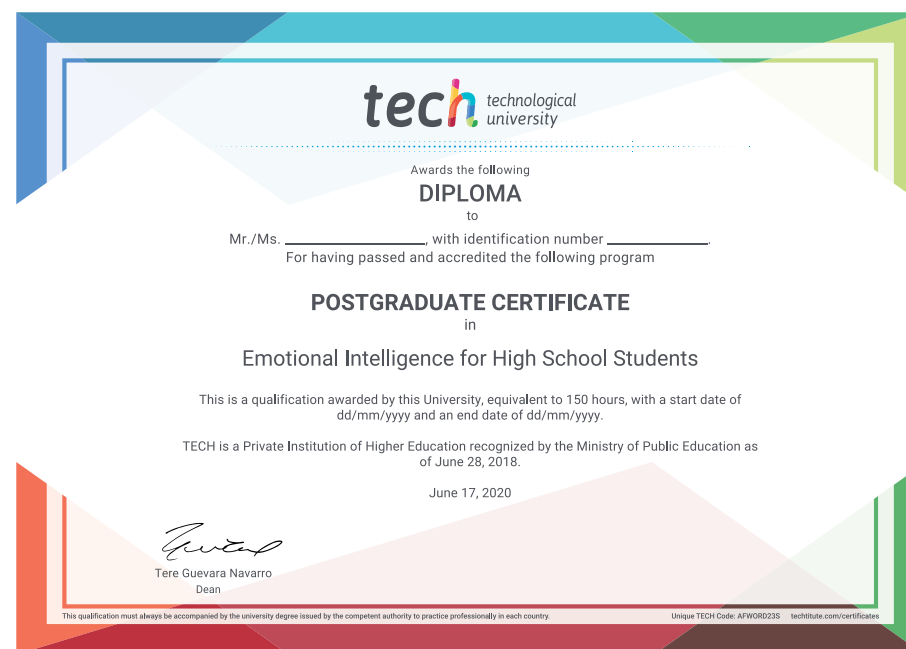 tech technological
university
Awards the following
DIPLOMA
to
Mr./Ms. ____________________, with identification number ______________.
For having passed and accredited the following program
POSTGRADUATE CERTIFICATE
in
Emotional Intelligence for High School Students
This is a qualification awarded by this University, equivalent to 150 hours, with a start date of
dd/mm/yyyy and an end date of dd/mm/yyyy.
TECH is a Private Institution of Higher Education recognized by the Ministry of Public Education as
of June 28, 2018.
June 17, 2020
Tere Guevara Navarro
Dean
This qualification must always be accompanied by the university degree issued by the competent authority to practice professionally in each country. Unique TECH Code: AFWORD23S techtitute.com/certificates